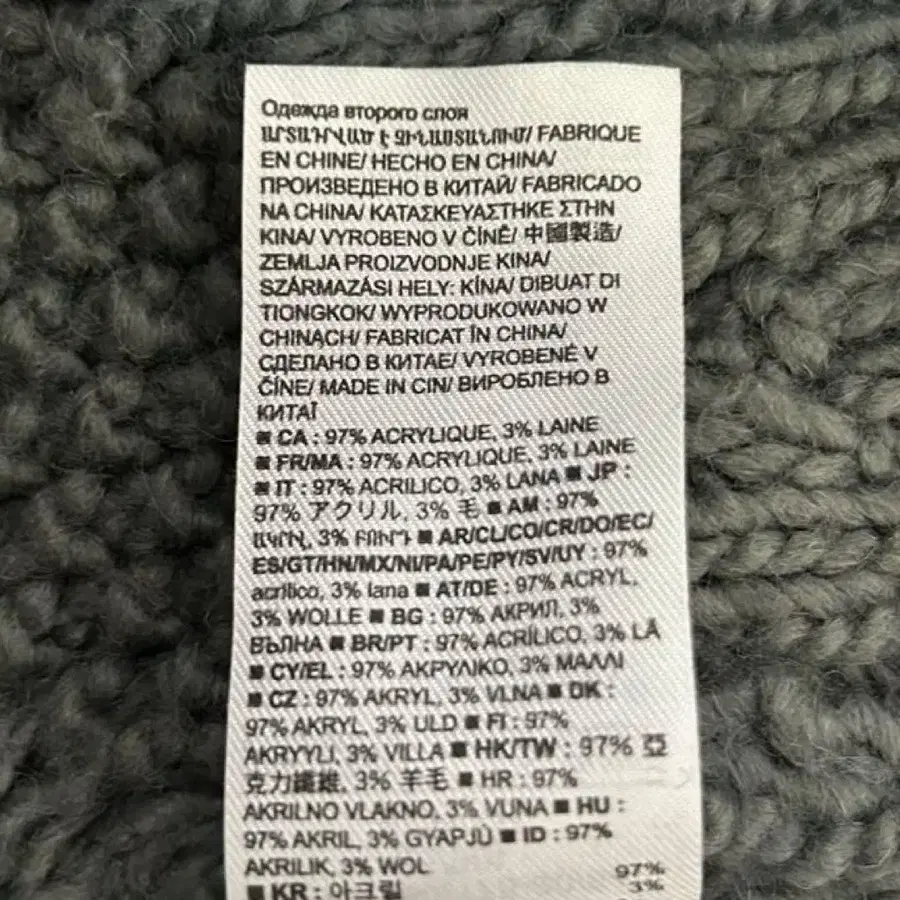 Одежда второго слоя
ԱՐՏԱԴՐՎԱԾ Է ՉԻՆԱՍՏԱՆՈՒՄ/ FABRIQUE
EN CHINE/ HECHO EN CHINA/
ПРОИЗВЕДЕНО В КИТАЙ/ FABRICADO
NA CHINA/ ΚΑΤΑΣΚΕΥΑΣΤΗΚΕ ΣΤΗΝ
ΚΙΝΑ/ VYROBENO V ČÍNĚ/ 中國製造/
ZEMLJA PROIZVODNJE KINA/
SZÁRMAZÁSI HELY: KÍNA/ DIBUAT DI
TIONGKOK/ WYPRODUKOWANO W
CHINACH/ FABRICAT ÎN CHINA/
СДЕЛАНО В КИТАЕ/ VYROBENÉ V
ČÍNE/ MADE IN CIN/ ВИРОБЛЕНО В
КИТАЇ
■ CA : 97% ACRYLIQUE, 3% LAINE
■ FR/MA : 97% ACRYLIQUE, 3% LAINE
■ IT : 97% ACRILICO, 3% LANA ■ JP :
97% アクリル, 3% 毛 ■ AM : 97%
ԱԿՐԻԼ, 3% ԲՈՒՐԴ ■ AR/CL/CO/CR/DO/EC/
ES/GT/HN/MX/NI/PA/PE/PY/SV/UY : 97%
acrílico, 3% lana ■ AT/DE : 97% ACRYL,
3% WOLLE ■ BG : 97% АКРИЛ, 3%
ВЪЛНА ■ BR/PT : 97% ACRÍLICO, 3% LÃ
■ CY/EL : 97% ΑΚΡΥΛΙΚΟ, 3% ΜΑΛΛΙ
■ CZ : 97% AKRYL, 3% VLNA ■ DK :
97% AKRYL, 3% ULD ■ FI : 97%
AKRYYLI, 3% VILLA ■ HK/TW : 97% 亞
克力纖維, 3% 羊毛 ■ HR : 97%
AKRILNO VLAKNO, 3% VUNA ■ HU :
97% AKRIL, 3% GYAPJÚ ■ ID : 97%
AKRILIK, 3% WOL
■ KR : 아크릴 97%
3%